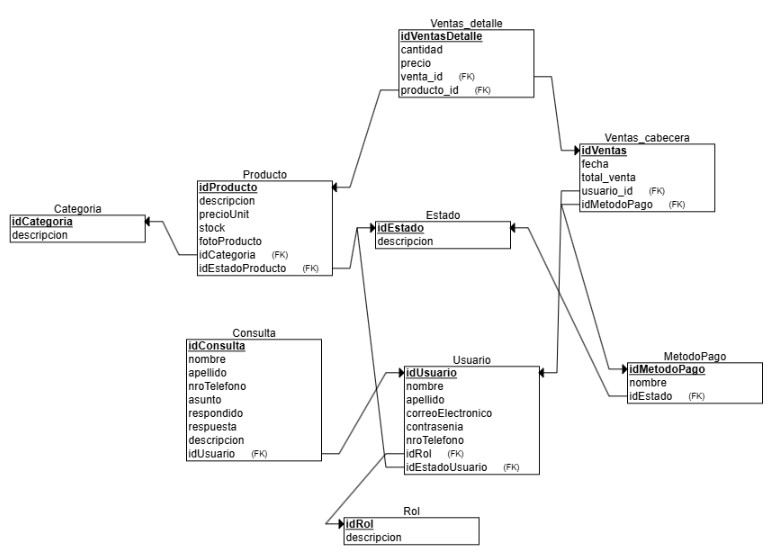 Ventas_detalle
idVentasDetalle
cantidad
precio
venta_id (FK)
producto_id (FK)
Ventas_cabecera
idVentas
fecha
total_venta
usuario_id (FK)
idMetodoPago (FK)
Producto
idProducto
descripcion
precioUnit
stock
fotoProducto
idCategoria (FK)
idEstadoProducto (FK)
Categoria
idCategoria
descripcion
Estado
idEstado
descripcion
Consulta
idConsulta
nombre
apellido
nroTelefono
asunto
respondido
respuesta
descripcion
idUsuario (FK)
Usuario
idUsuario
nombre
apellido
correoElectronico
contrasenia
nroTelefono
idRol (FK)
idEstadoUsuario (FK)
MetodoPago
idMetodoPago
nombre
idEstado (FK)
Rol
idRol
descripcion